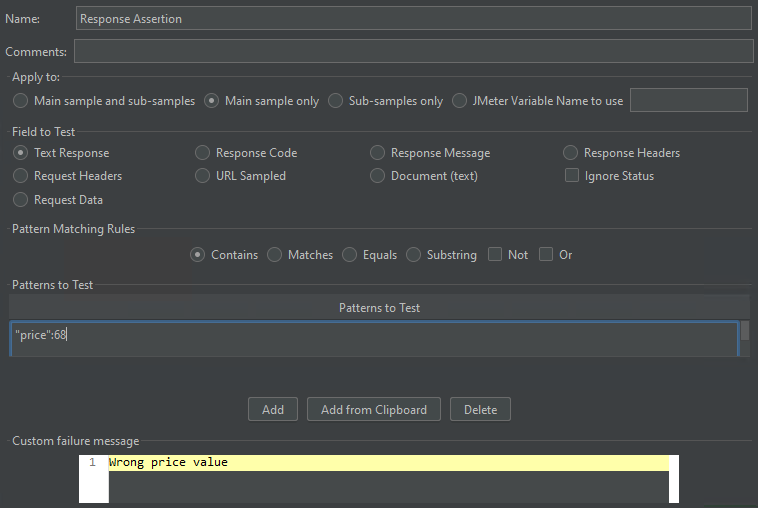 Name: Response Assertion
Comments:
Apply to:
Main sample and sub-samples Main sample only Sub-samples only JMeter Variable Name to use
Field to Test
Text Response Response Code Response Message Response Headers
Request Headers URL Sampled Document (text) Ignore Status
Request Data
Pattern Matching Rules
Contains Matches Equals Substring Not Or
Patterns to Test
Patterns to Test
"price":68
Add Add from Clipboard Delete
Custom failure message
1 Wrong price value